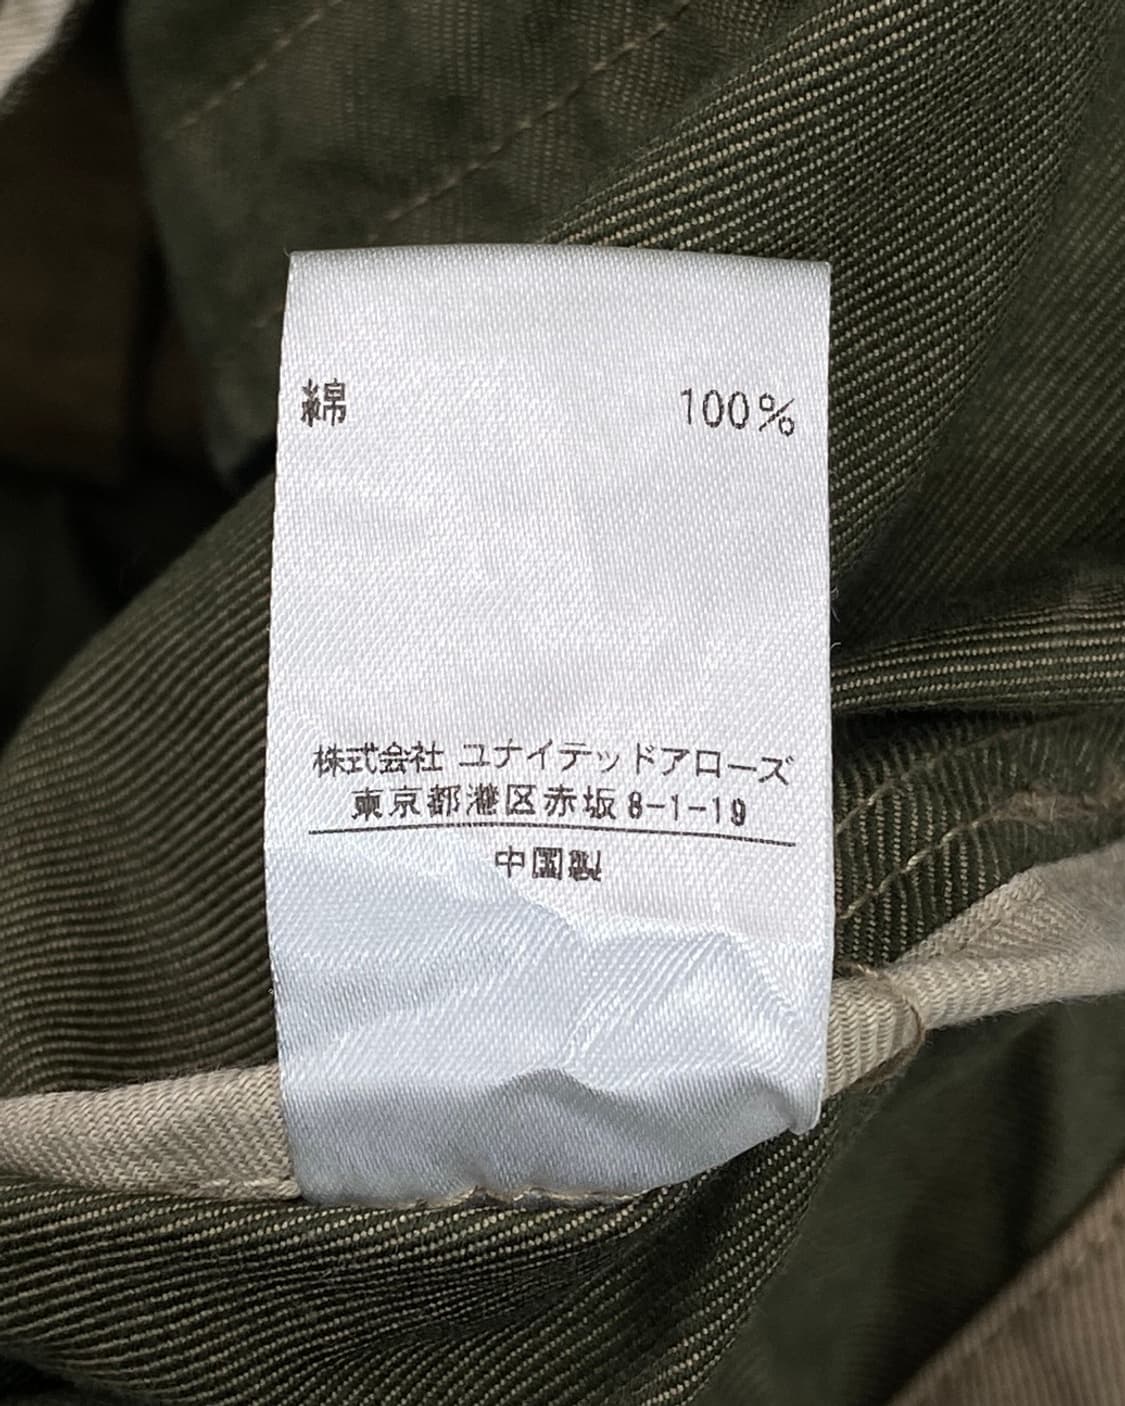 綿 100%
株式会社 ユナイテッドアローズ
東京都港区赤坂8-1-19
中国製